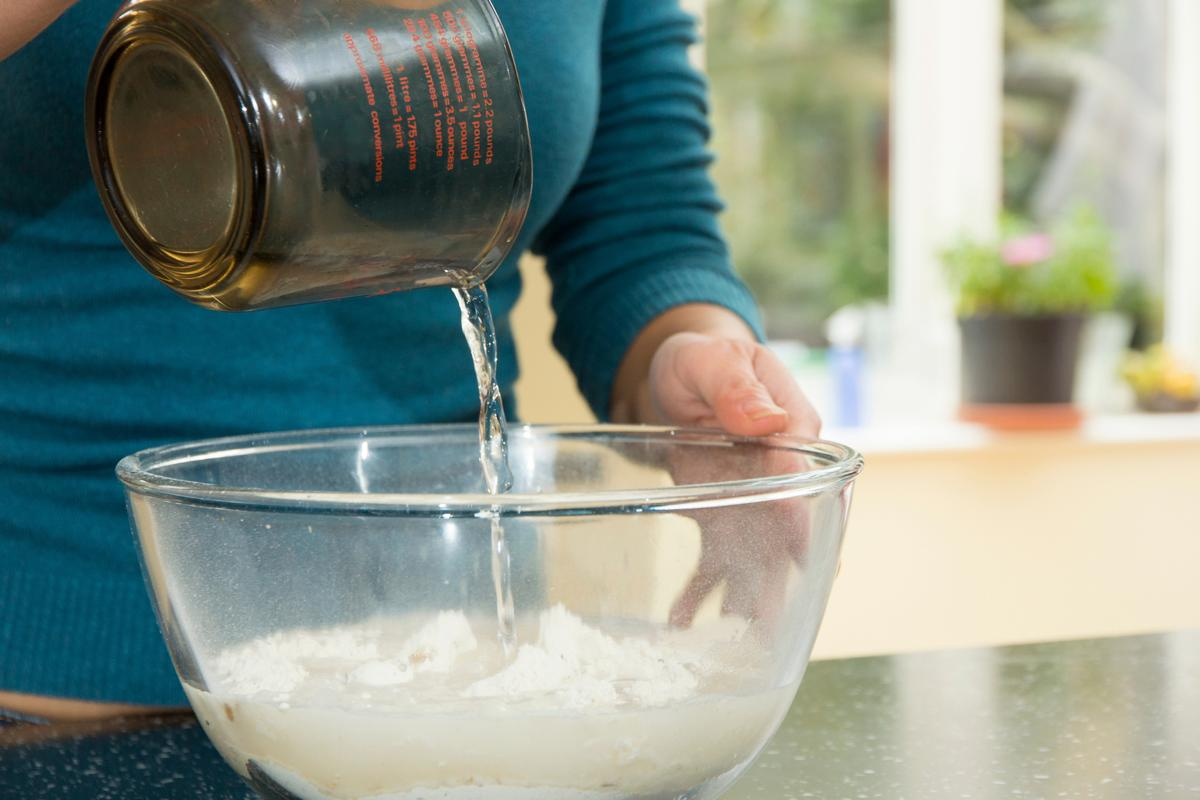 1 kilogramme=2.2 pounds
500 grammes= 1.1 pounds
454 grammes= 1 pound
100 grammes=3.5 ounces
28.4 grammes= 1 ounce
1 litre = 1.75 pints
568 millilitres=1 pint
approximate conversions